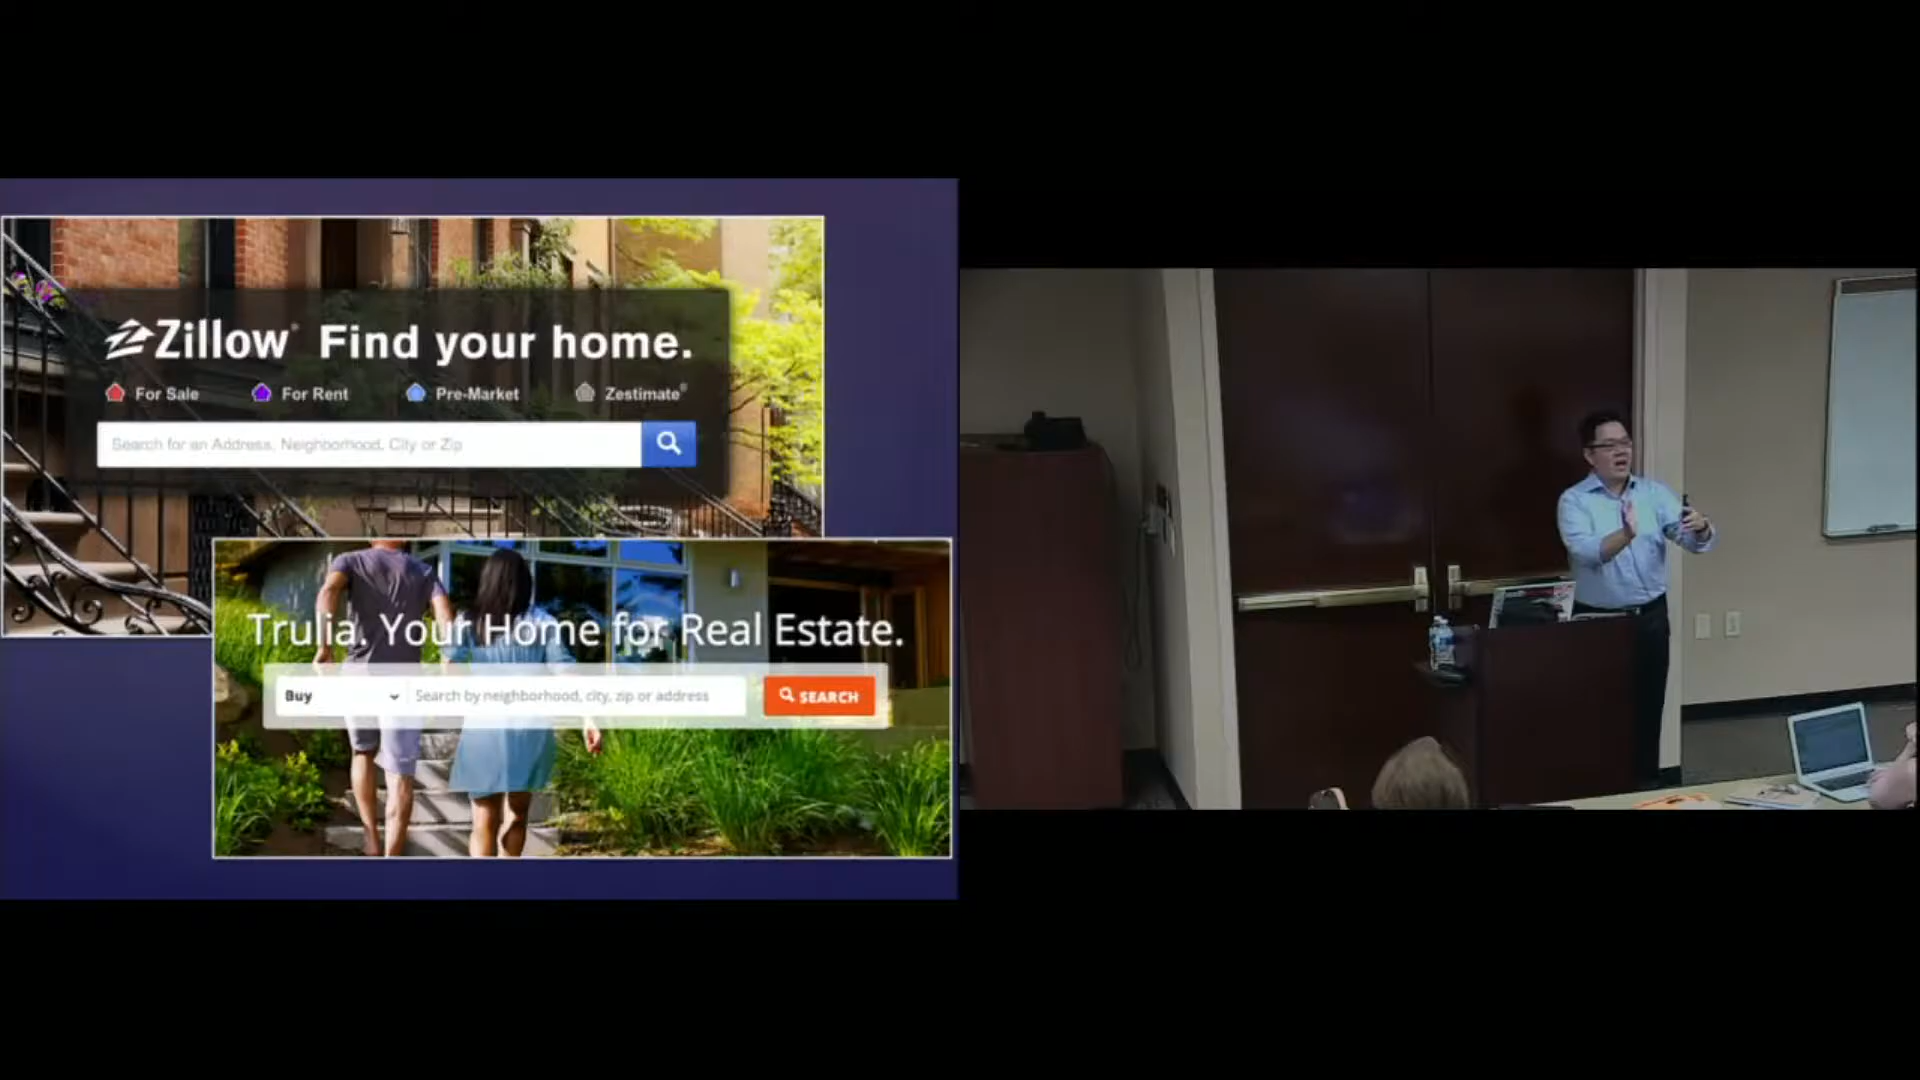 Zillow® Find your home.
For Sale For Rent Pre-Market Zestimate®
Search for an Address, Neighborhood, City or Zip
Trulia. Your Home for Real Estate.
Buy Search by neighborhood, city, zip or address SEARCH